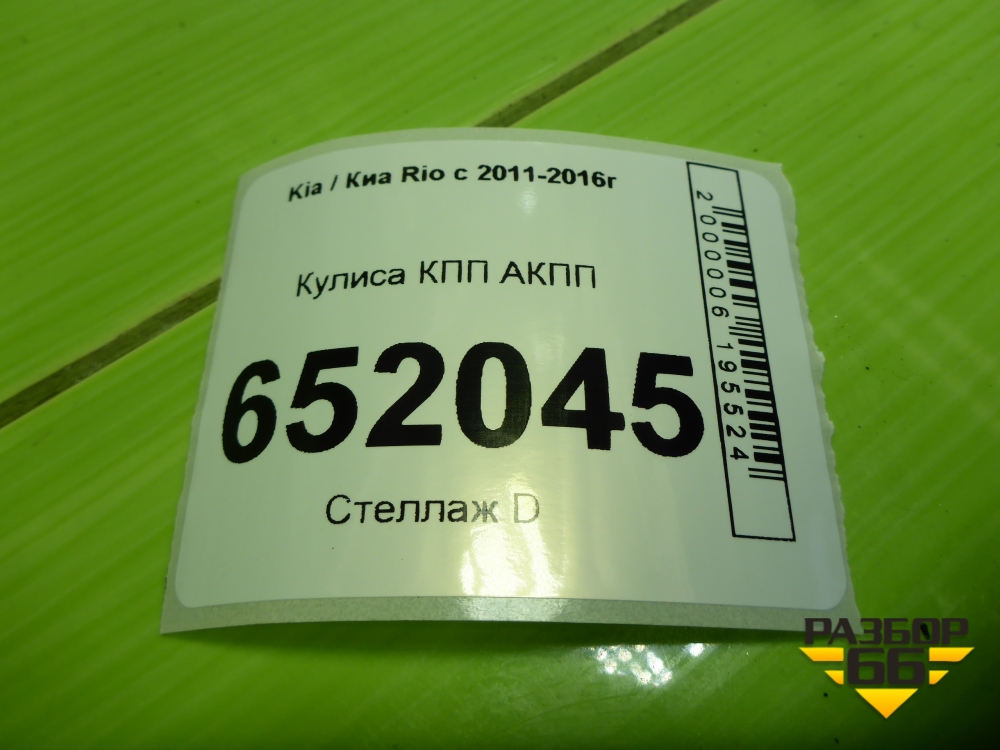 Kia / Киа Rio с 2011-2016г
Кулиса КПП АКПП
652045
Стеллаж D
2000006195524
РАЗБОР
66